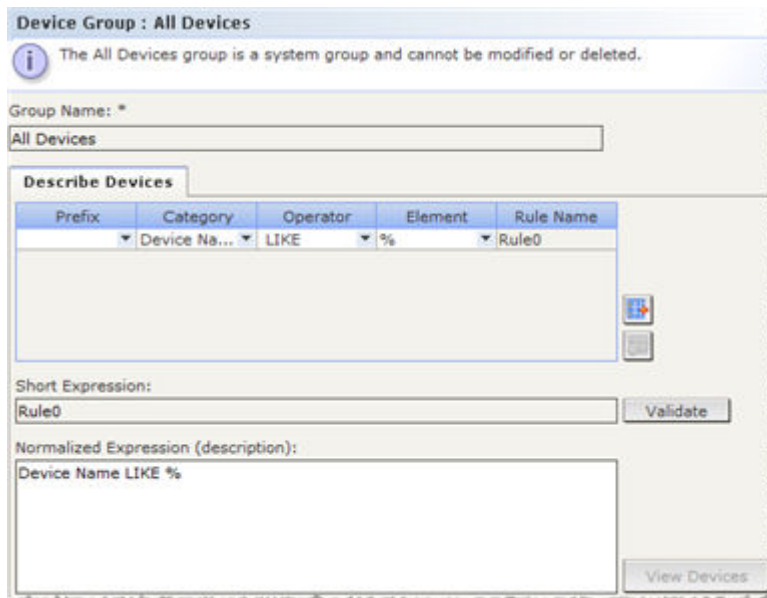 Device Group : All Devices
The All Devices group is a system group and cannot be modified or deleted.
Group Name: *
All Devices
Describe Devices
Prefix Category Operator Element Rule Name
Device Na... LIKE % Rule0
Short Expression:
Rule0 Validate
Normalized Expression (description):
Device Name LIKE %
View Devices